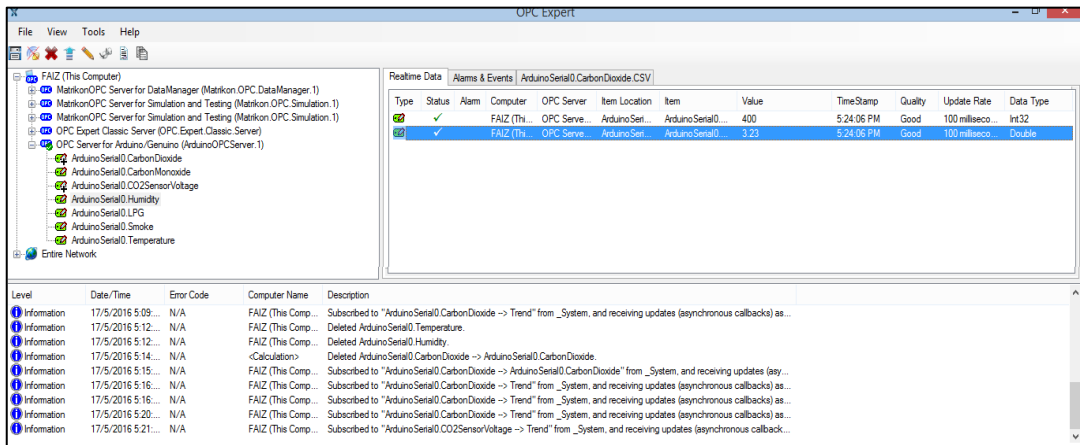 OPC Expert
File View Tools Help
FAIZ (This Computer)
MatrikonOPC Server for DataManager (Matrikon.OPC.DataManager.1)
MatrikonOPC Server for Simulation and Testing (Matrikon.OPC.Simulation.1)
MatrikonOPC Server for Simulation and Testing (Matrikon.OPC.Simulation.1)
OPC Expert Classic Server (OPC.Expert.Classic.Server)
OPC Server for Arduino/Genuino (ArduinoOPCServer.1)
ArduinoSerial0.CarbonDioxide
ArduinoSerial0.CarbonMonoxide
ArduinoSerial0.CO2SensorVoltage
ArduinoSerial0.Humidity
ArduinoSerial0.LPG
ArduinoSerial0.Smoke
ArduinoSerial0.Temperature
Entire Network
Realtime Data Alarms & Events ArduinoSerial0.CarbonDioxide.CSV
Type Status Alarm Computer OPC Server Item Location Item Value TimeStamp Quality Update Rate Data Type
FAIZ (Thi... OPC Serve... ArduinoSeri... ArduinoSerial0.... 400 5:24:06 PM Good 100 milliseco... Int32
FAIZ (Thi... OPC Serve... ArduinoSeri... ArduinoSerial0.... 3.23 5:24:06 PM Good 100 milliseco... Double
Level Date/Time Error Code Computer Name Description
Information 17/5/2016 5:09:... N/A FAIZ (This Comp... Subscribed to "ArduinoSerial0.CarbonDioxide --> Trend" from _System, and receiving updates (asynchronous callbacks) as...
Information 17/5/2016 5:12:... N/A FAIZ (This Comp... Deleted ArduinoSerial0.Temperature.
Information 17/5/2016 5:12:... N/A FAIZ (This Comp... Deleted ArduinoSerial0.Humidity.
Information 17/5/2016 5:14:... N/A <Calculation> Deleted ArduinoSerial0.CarbonDioxide --> ArduinoSerial0.CarbonDioxide.
Information 17/5/2016 5:15:... N/A FAIZ (This Comp... Subscribed to "ArduinoSerial0.CarbonDioxide --> ArduinoSerial0.CarbonDioxide" from _System, and receiving updates (asy...
Information 17/5/2016 5:16:... N/A FAIZ (This Comp... Subscribed to "ArduinoSerial0.CarbonDioxide --> Trend" from _System, and receiving updates (asynchronous callbacks) as...
Information 17/5/2016 5:16:... N/A FAIZ (This Comp... Subscribed to "ArduinoSerial0.CarbonDioxide --> Trend" from _System, and receiving updates (asynchronous callbacks) as...
Information 17/5/2016 5:20:... N/A FAIZ (This Comp... Subscribed to "ArduinoSerial0.CarbonDioxide --> Trend" from _System, and receiving updates (asynchronous callbacks) as...
Information 17/5/2016 5:21:... N/A FAIZ (This Comp... Subscribed to "ArduinoSerial0.CO2SensorVoltage --> Trend" from _System, and receiving updates (asynchronous callback...